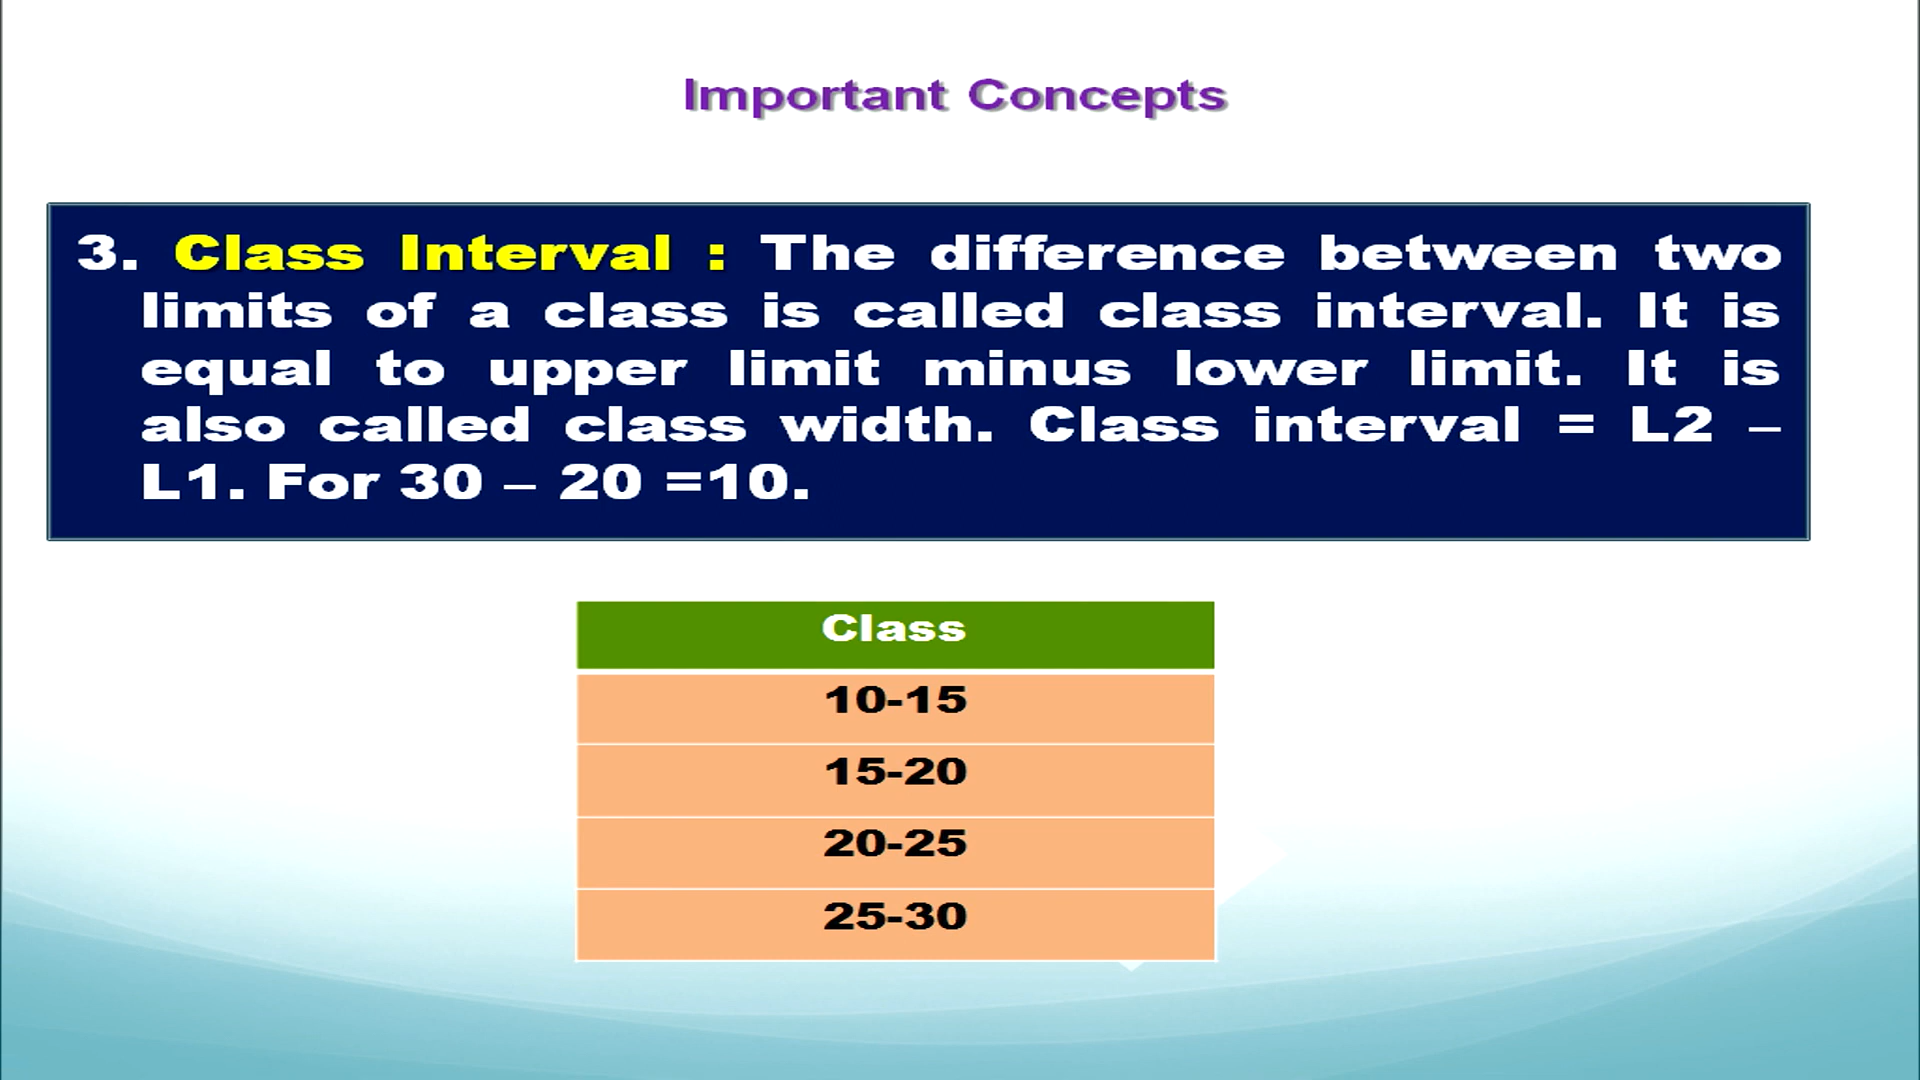 Important Concepts
3. Class Interval : The difference between two
limits of a class is called class interval. It is
equal to upper limit minus lower limit. It is
also called class width. Class interval = L2 –
L1. For 30 – 20 =10.
Class
10-15
15-20
20-25
25-30